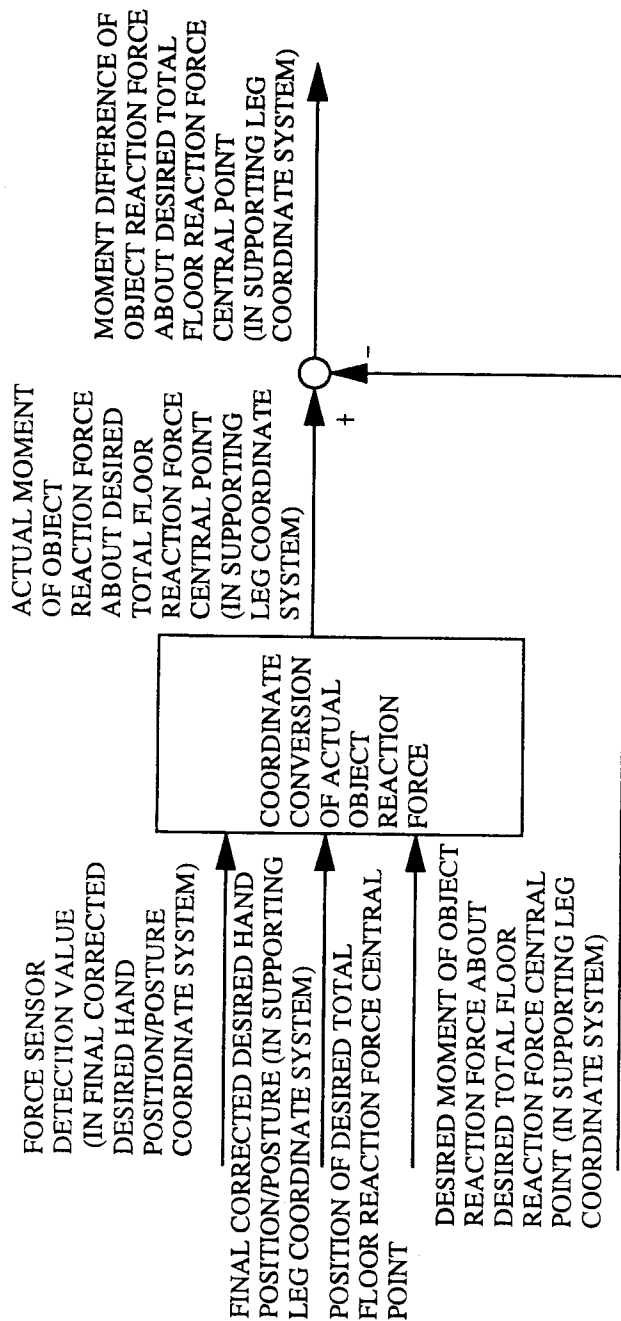 FORCE SENSOR
DETECTION VALUE
(IN FINAL CORRECTED
DESIRED HAND
POSITION/POSTURE
COORDINATE SYSTEM)
FINAL CORRECTED DESIRED HAND
POSITION/POSTURE (IN SUPPORTING
LEG COORDINATE SYSTEM)
POSITION OF DESIRED TOTAL
FLOOR REACTION FORCE CENTRAL
POINT
DESIRED MOMENT OF OBJECT
REACTION FORCE ABOUT
DESIRED TOTAL FLOOR
REACTION FORCE CENTRAL
POINT (IN SUPPORTING LEG
COORDINATE SYSTEM)
COORDINATE
CONVERSION
OF ACTUAL
OBJECT
REACTION
FORCE
ACTUAL MOMENT
OF OBJECT
REACTION FORCE
ABOUT DESIRED
TOTAL FLOOR
REACTION FORCE
CENTRAL POINT
(IN SUPPORTING
LEG COORDINATE
SYSTEM)
+
-
MOMENT DIFFERENCE OF
OBJECT REACTION FORCE
ABOUT DESIRED TOTAL
FLOOR REACTION FORCE
CENTRAL POINT
(IN SUPPORTING LEG
COORDINATE SYSTEM)